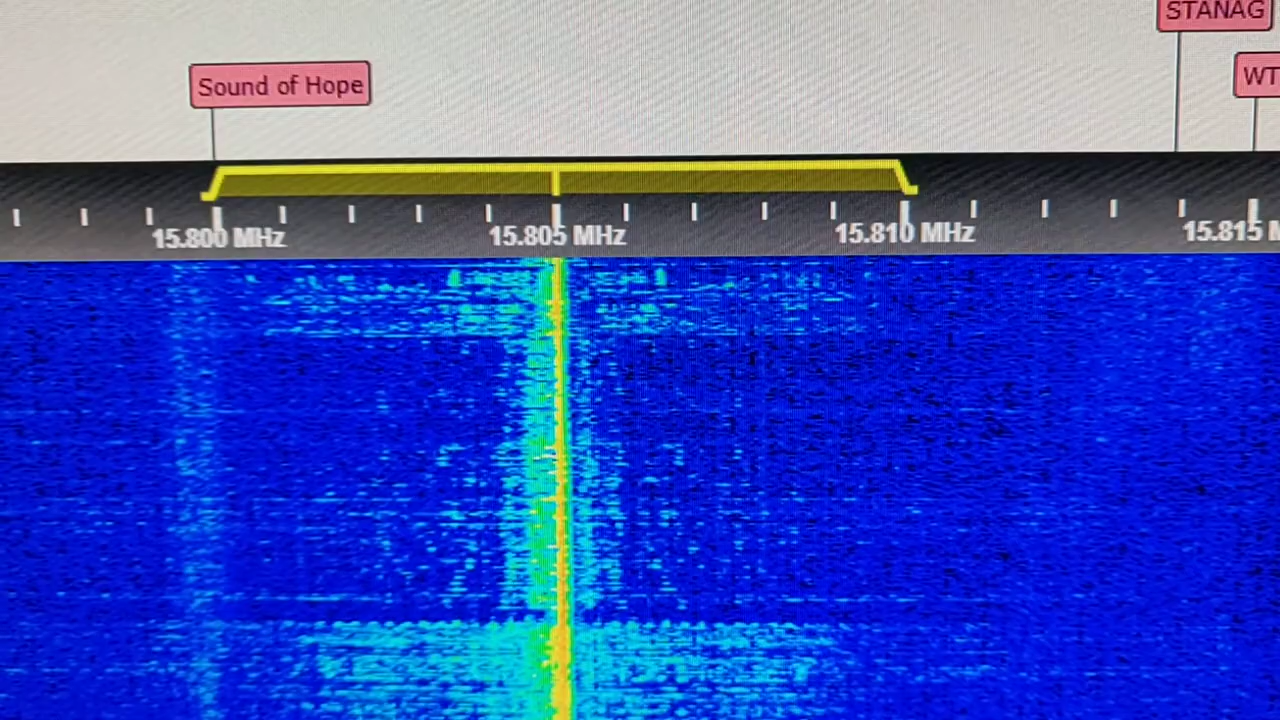 STANAG
Sound of Hope
WT
15.800 MHz
15.805 MHz
15.810 MHz
15.815 M